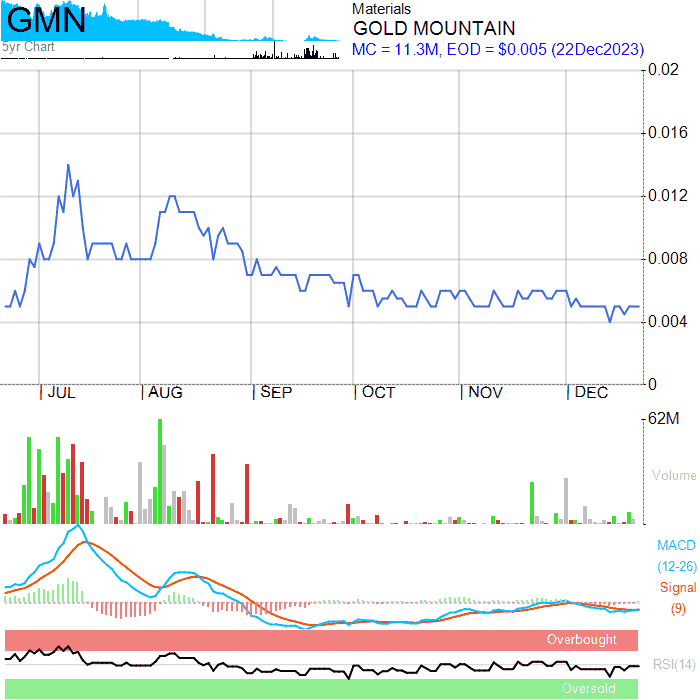 GMN
5yr Chart
Materials
GOLD MOUNTAIN
MC = 11.3M, EOD = $0.005 (22Dec2023)
0.02
0.016
0.012
0.008
0.004
0
JUL AUG SEP OCT NOV DEC
62M
Volume
MACD
(12-26)
Signal
(9)
Overbought
RSI(14)
Oversold